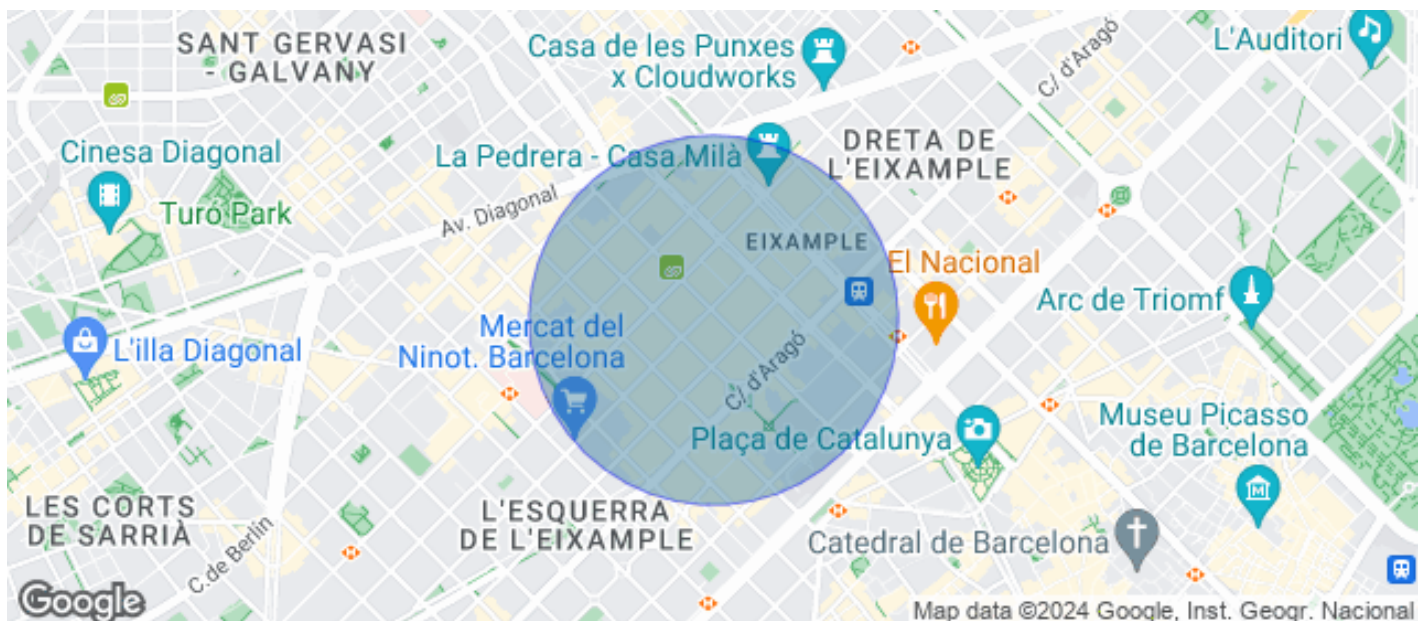 SANT GERVASI
- GALVANY
Casa de les Punxes
x Cloudworks
C/ d'Aragó
L'Auditori
Cinesa Diagonal
La Pedrera - Casa Milà
DRETA DE
L'EIXAMPLE
Turó Park
Av. Diagonal
EIXAMPLE
El Nacional
Arc de Triomf
L'illa Diagonal
Mercat del
Ninot. Barcelona
C/ d'Aragó
Plaça de Catalunya
Museu Picasso
de Barcelona
LES CORTS
DE SARRIÀ
C. de Berlín
L'ESQUERRA
DE L'EIXAMPLE
Catedral de Barcelona
Google
Map data ©2024 Google, Inst. Geogr. Nacional